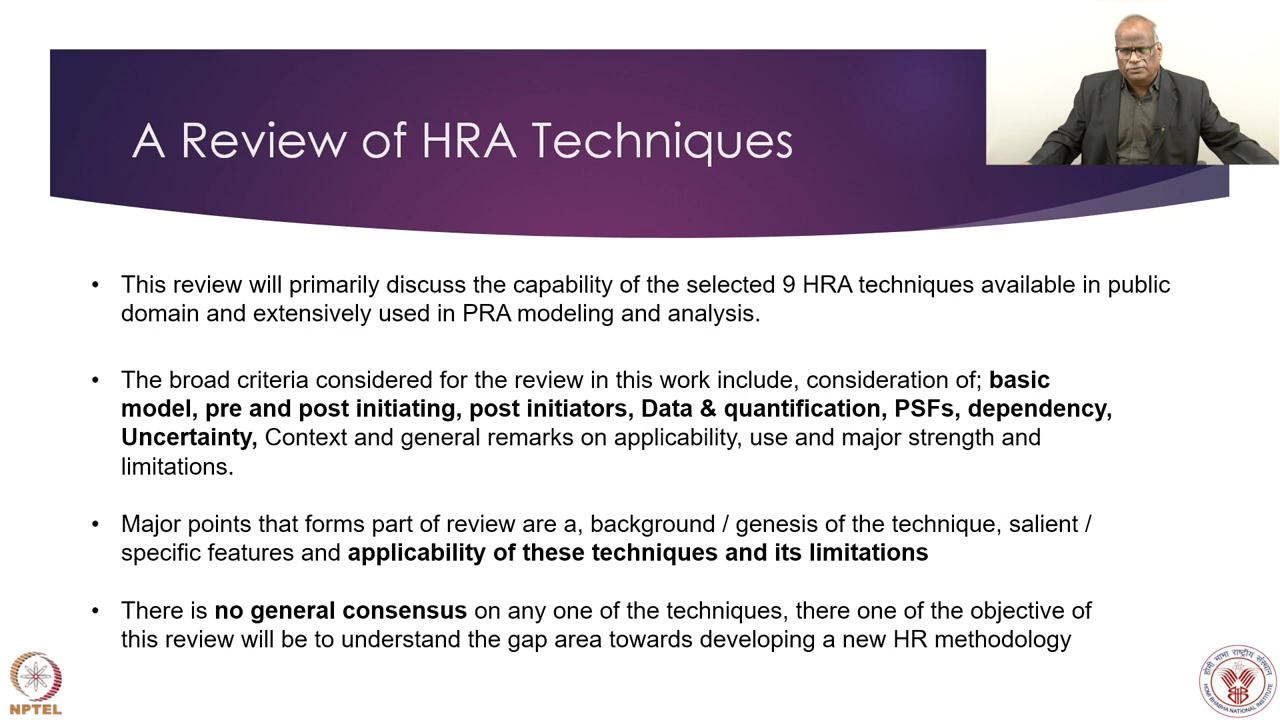 A Review of HRA Techniques
• This review will primarily discuss the capability of the selected 9 HRA techniques available in public
domain and extensively used in PRA modeling and analysis.
• The broad criteria considered for the review in this work include, consideration of; basic
model, pre and post initiating, post initiators, Data & quantification, PSFs, dependency,
Uncertainty, Context and general remarks on applicability, use and major strength and
limitations.
• Major points that forms part of review are a, background / genesis of the technique, salient /
specific features and applicability of these techniques and its limitations
• There is no general consensus on any one of the techniques, there one of the objective of
this review will be to understand the gap area towards developing a new HR methodology
NPTEL
होमी भाभा राष्ट्रीय संस्थान
HOMI BHABHA NATIONAL INSTITUTE